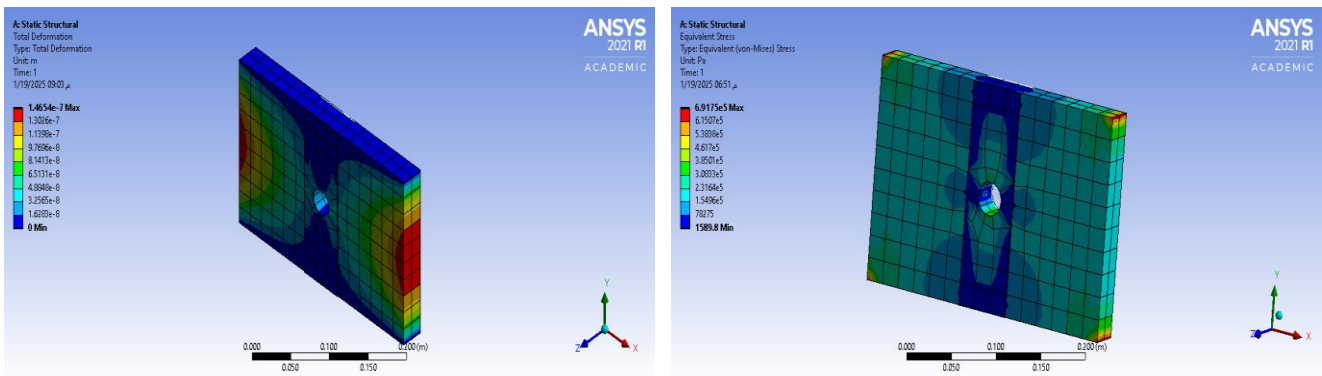 A: Static Structural
Total Deformation
Type: Total Deformation
Unit: m
Time: 1
1/19/2025 09:03 م
1.4654e-7 Max
1.3026e-7
1.1398e-7
9.7696e-8
8.1413e-8
6.5131e-8
4.8848e-8
3.2565e-8
1.6283e-8
0 Min
ANSYS
2021 R1
ACADEMIC
Y
Z
X
0.000
0.100
0.200 (m)
0.050
0.150
A: Static Structural
Equivalent Stress
Type: Equivalent (von-Mises) Stress
Unit: Pa
Time: 1
1/19/2025 06:51 م
6.9175e5 Max
6.1507e5
5.3838e5
4.617e5
3.8501e5
3.0833e5
2.3164e5
1.5496e5
78275
1589.8 Min
ANSYS
2021 R1
ACADEMIC
Y
Z
X
0.000
0.100
0.200 (m)
0.050
0.150